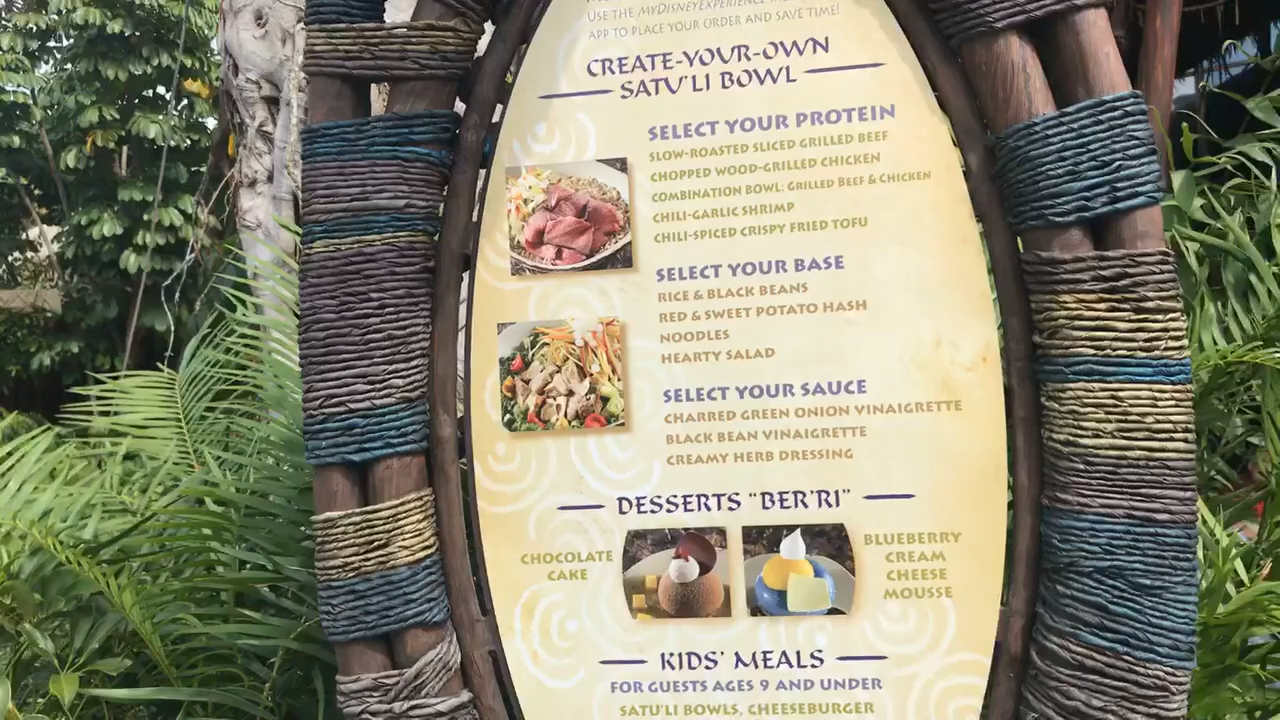 USE THE MYDISNEYEXPERIENCE
APP TO PLACE YOUR ORDER AND SAVE TIME!
CREATE-YOUR-OWN
SATU'LI BOWL
SELECT YOUR PROTEIN
SLOW-ROASTED SLICED GRILLED BEEF
CHOPPED WOOD-GRILLED CHICKEN
COMBINATION BOWL: GRILLED BEEF & CHICKEN
CHILI-GARLIC SHRIMP
CHILI-SPICED CRISPY FRIED TOFU
SELECT YOUR BASE
RICE & BLACK BEANS
RED & SWEET POTATO HASH
NOODLES
HEARTY SALAD
SELECT YOUR SAUCE
CHARRED GREEN ONION VINAIGRETTE
BLACK BEAN VINAIGRETTE
CREAMY HERB DRESSING
DESSERTS "BER'RI"
CHOCOLATE
CAKE
BLUEBERRY
CREAM
CHEESE
MOUSSE
KIDS' MEALS
FOR GUESTS AGES 9 AND UNDER
SATU'LI BOWLS, CHEESEBURGER